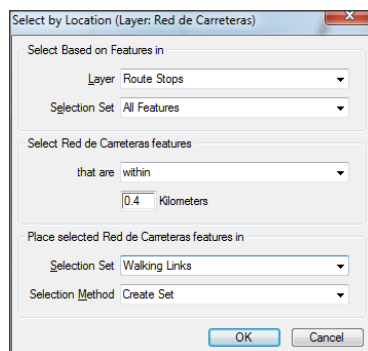 Select by Location (Layer: Red de Carreteras)
Select Based on Features in
Layer Route Stops
Selection Set All Features
Select Red de Carreteras features
that are within
0.4 Kilometers
Place selected Red de Carreteras features in
Selection Set Walking Links
Selection Method Create Set
OK Cancel